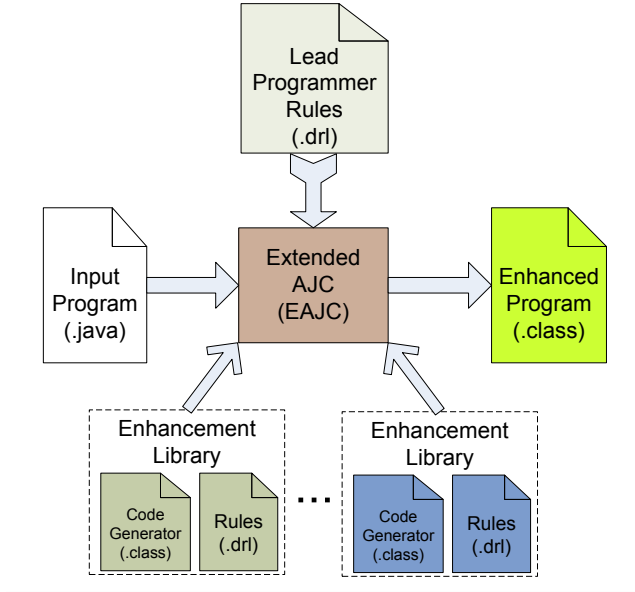 Lead
Programmer
Rules
(.drl)
Input
Program
(.java)
Extended
AJC
(EAJC)
Enhanced
Program
(.class)
Enhancement
Library
Code
Generator
(.class)
Rules
(.drl)
...
Enhancement
Library
Code
Generator
(.class)
Rules
(.drl)